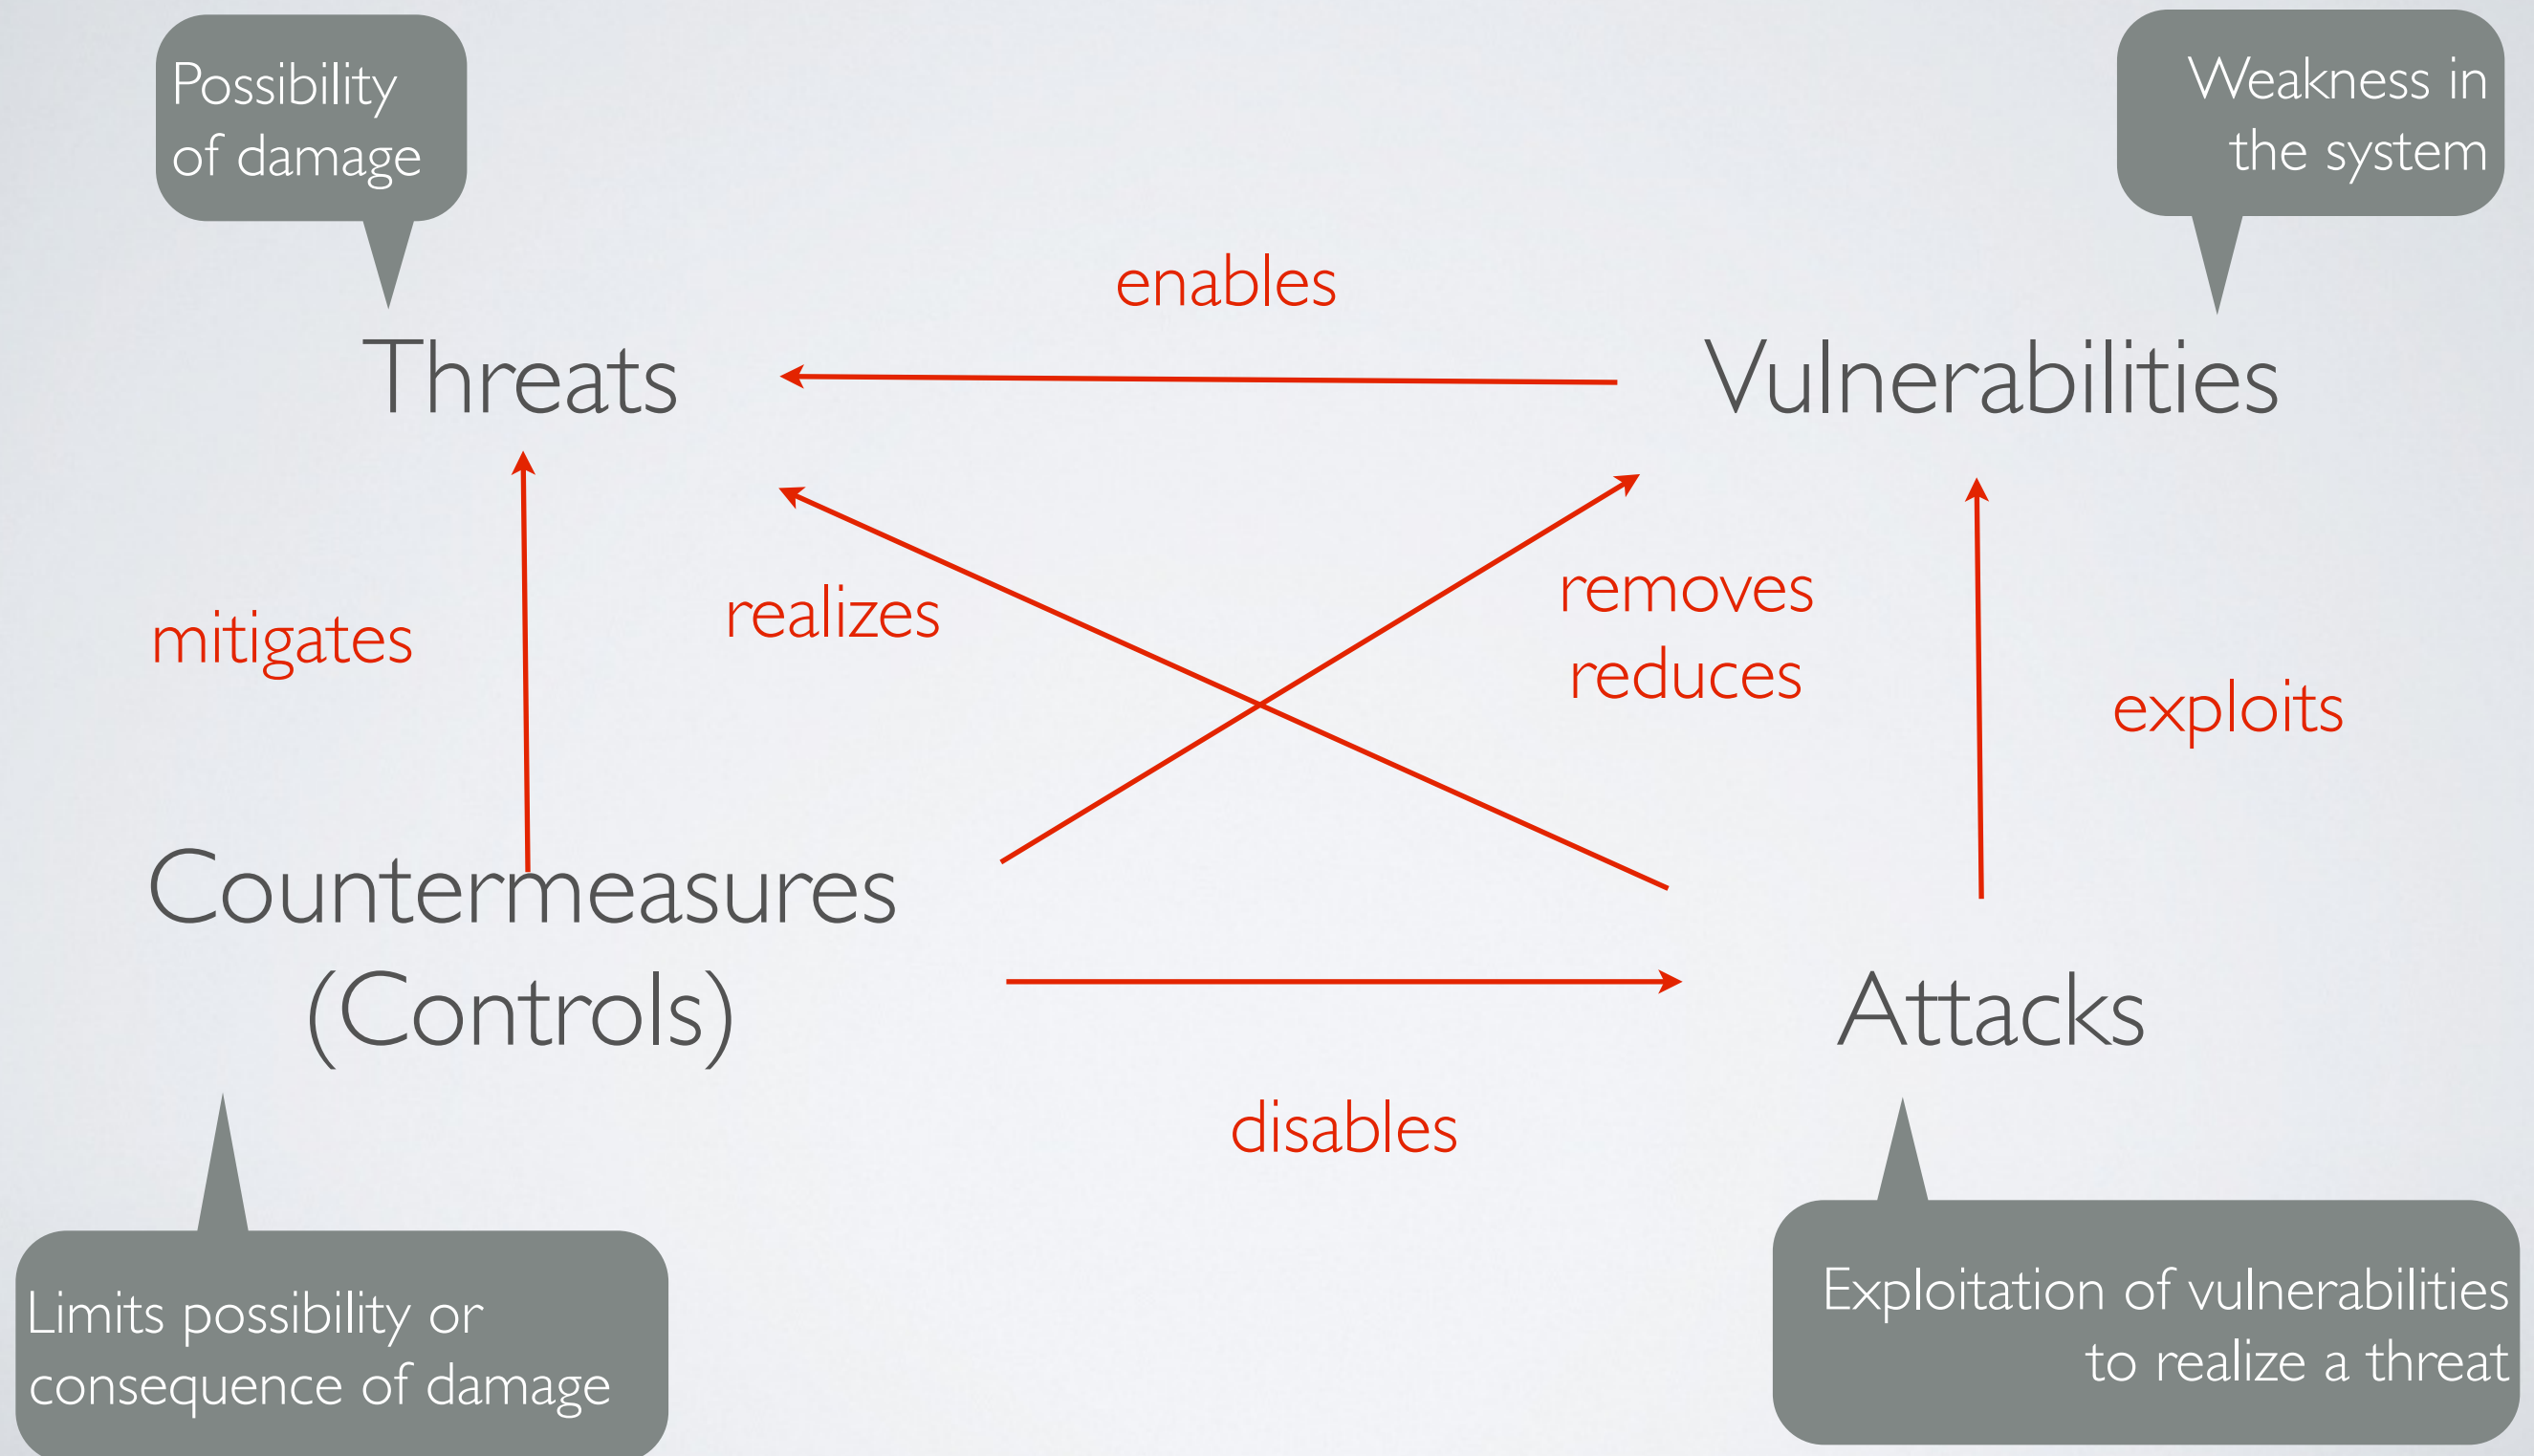 Possibility
of damage
Weakness in
the system
enables
Threats
Vulnerabilities
mitigates
realizes
removes
reduces
exploits
Countermeasures
(Controls)
Attacks
disables
Limits possibility or
consequence of damage
Exploitation of vulnerabilities
to realize a threat